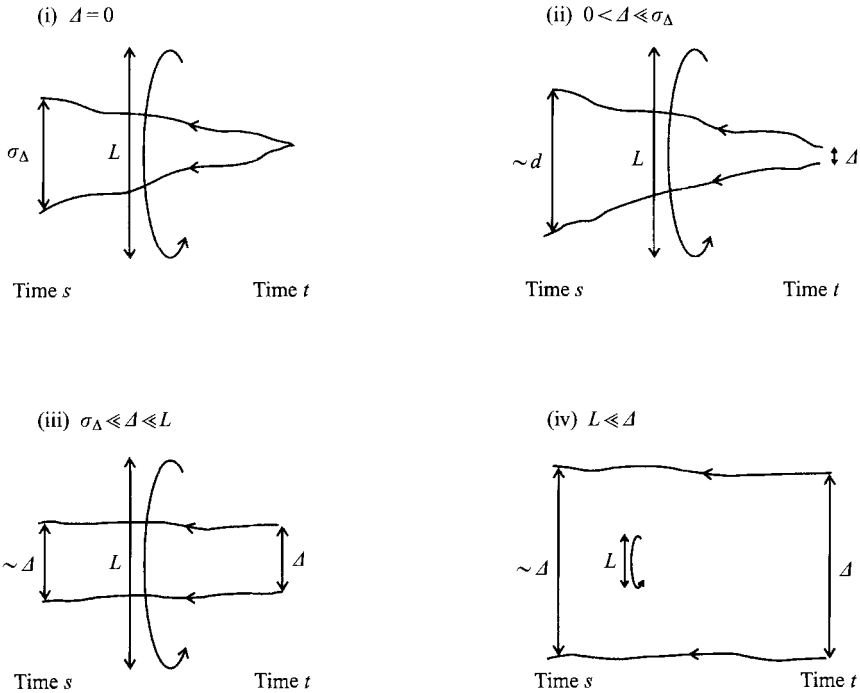 (i) Δ = 0
σ_Δ
L
Time s
Time t
(ii) 0 < Δ ≪ σ_Δ
~ d
L
Δ
Time s
Time t
(iii) σ_Δ ≪ Δ ≪ L
~ Δ
L
Δ
Time s
Time t
(iv) L ≪ Δ
~ Δ
L
Δ
Time s
Time t